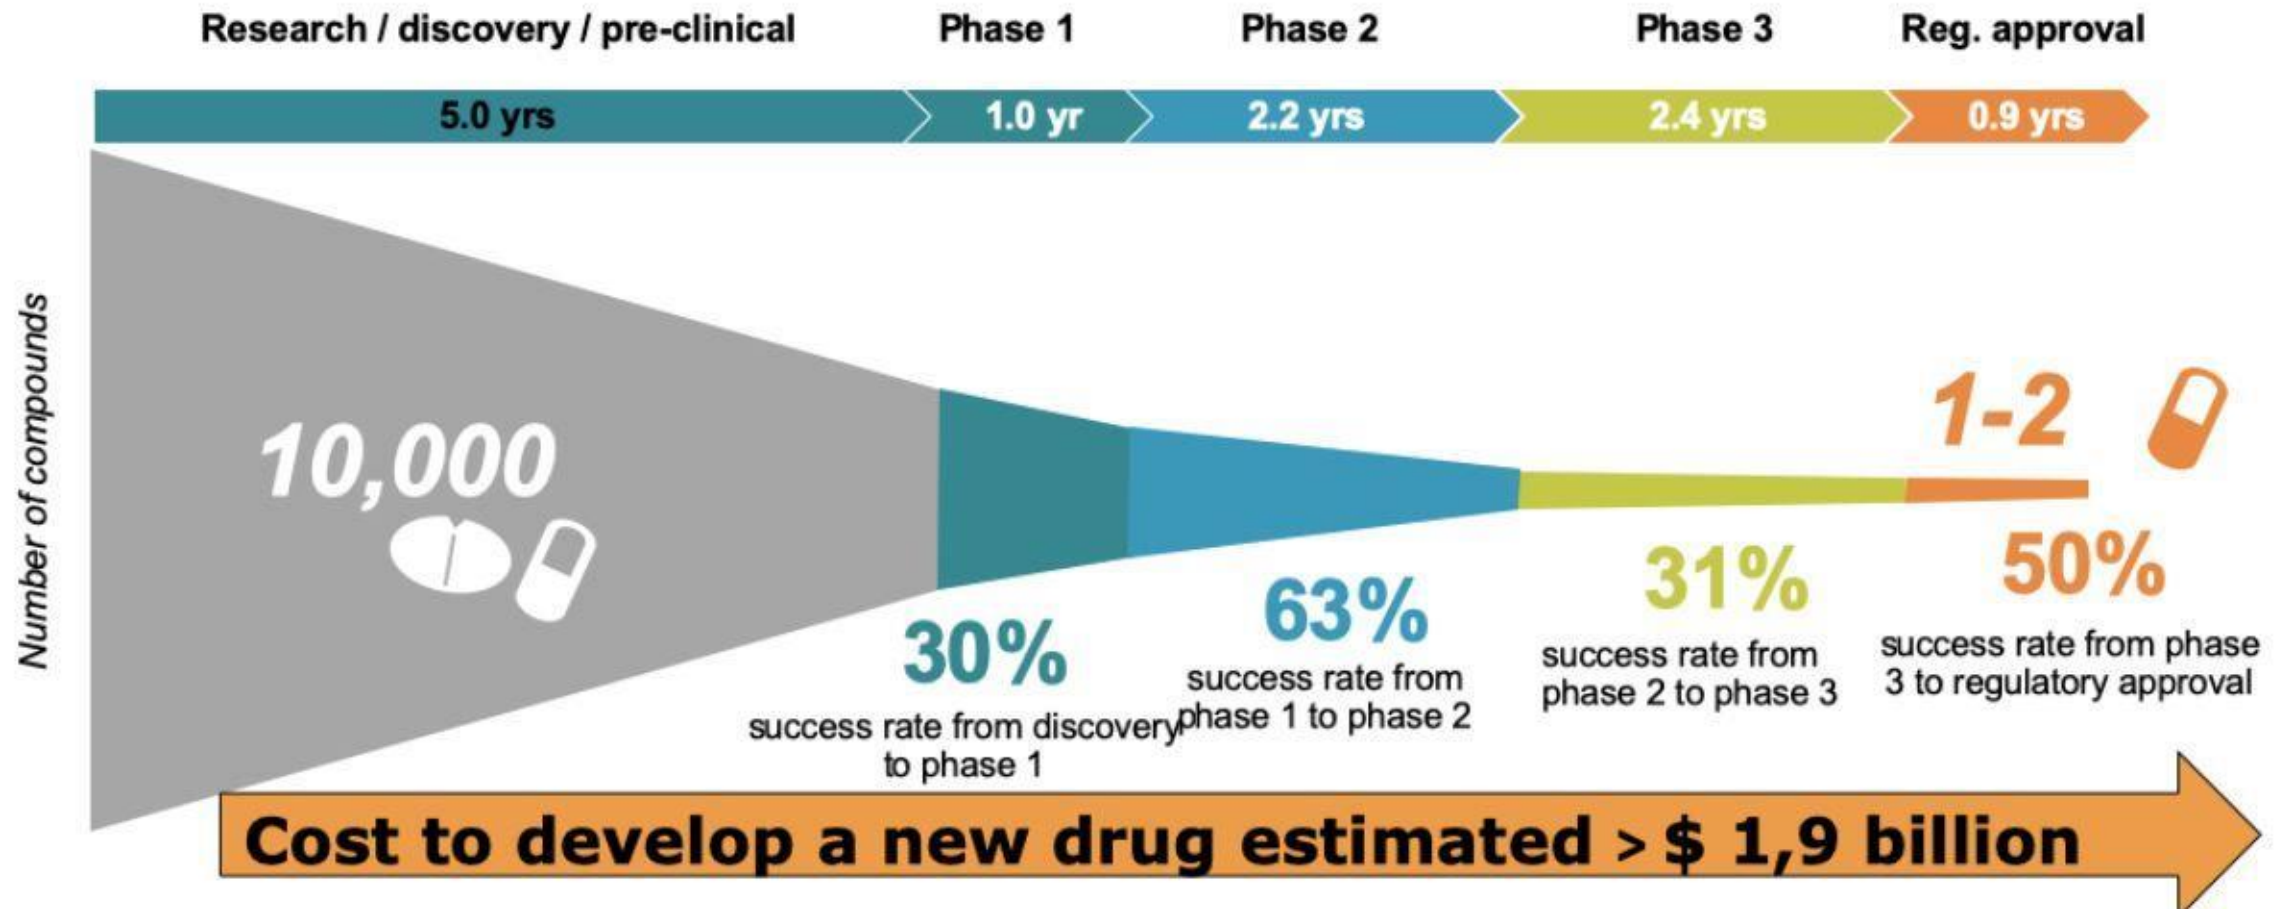 Research / discovery / pre-clinical
Phase 1
Phase 2
Phase 3
Reg. approval
5.0 yrs
1.0 yr
2.2 yrs
2.4 yrs
0.9 yrs
Number of compounds
10,000
1-2
30%
success rate from discovery
to phase 1
63%
success rate from
phase 1 to phase 2
31%
success rate from
phase 2 to phase 3
50%
success rate from phase
3 to regulatory approval
Cost to develop a new drug estimated > $ 1,9 billion